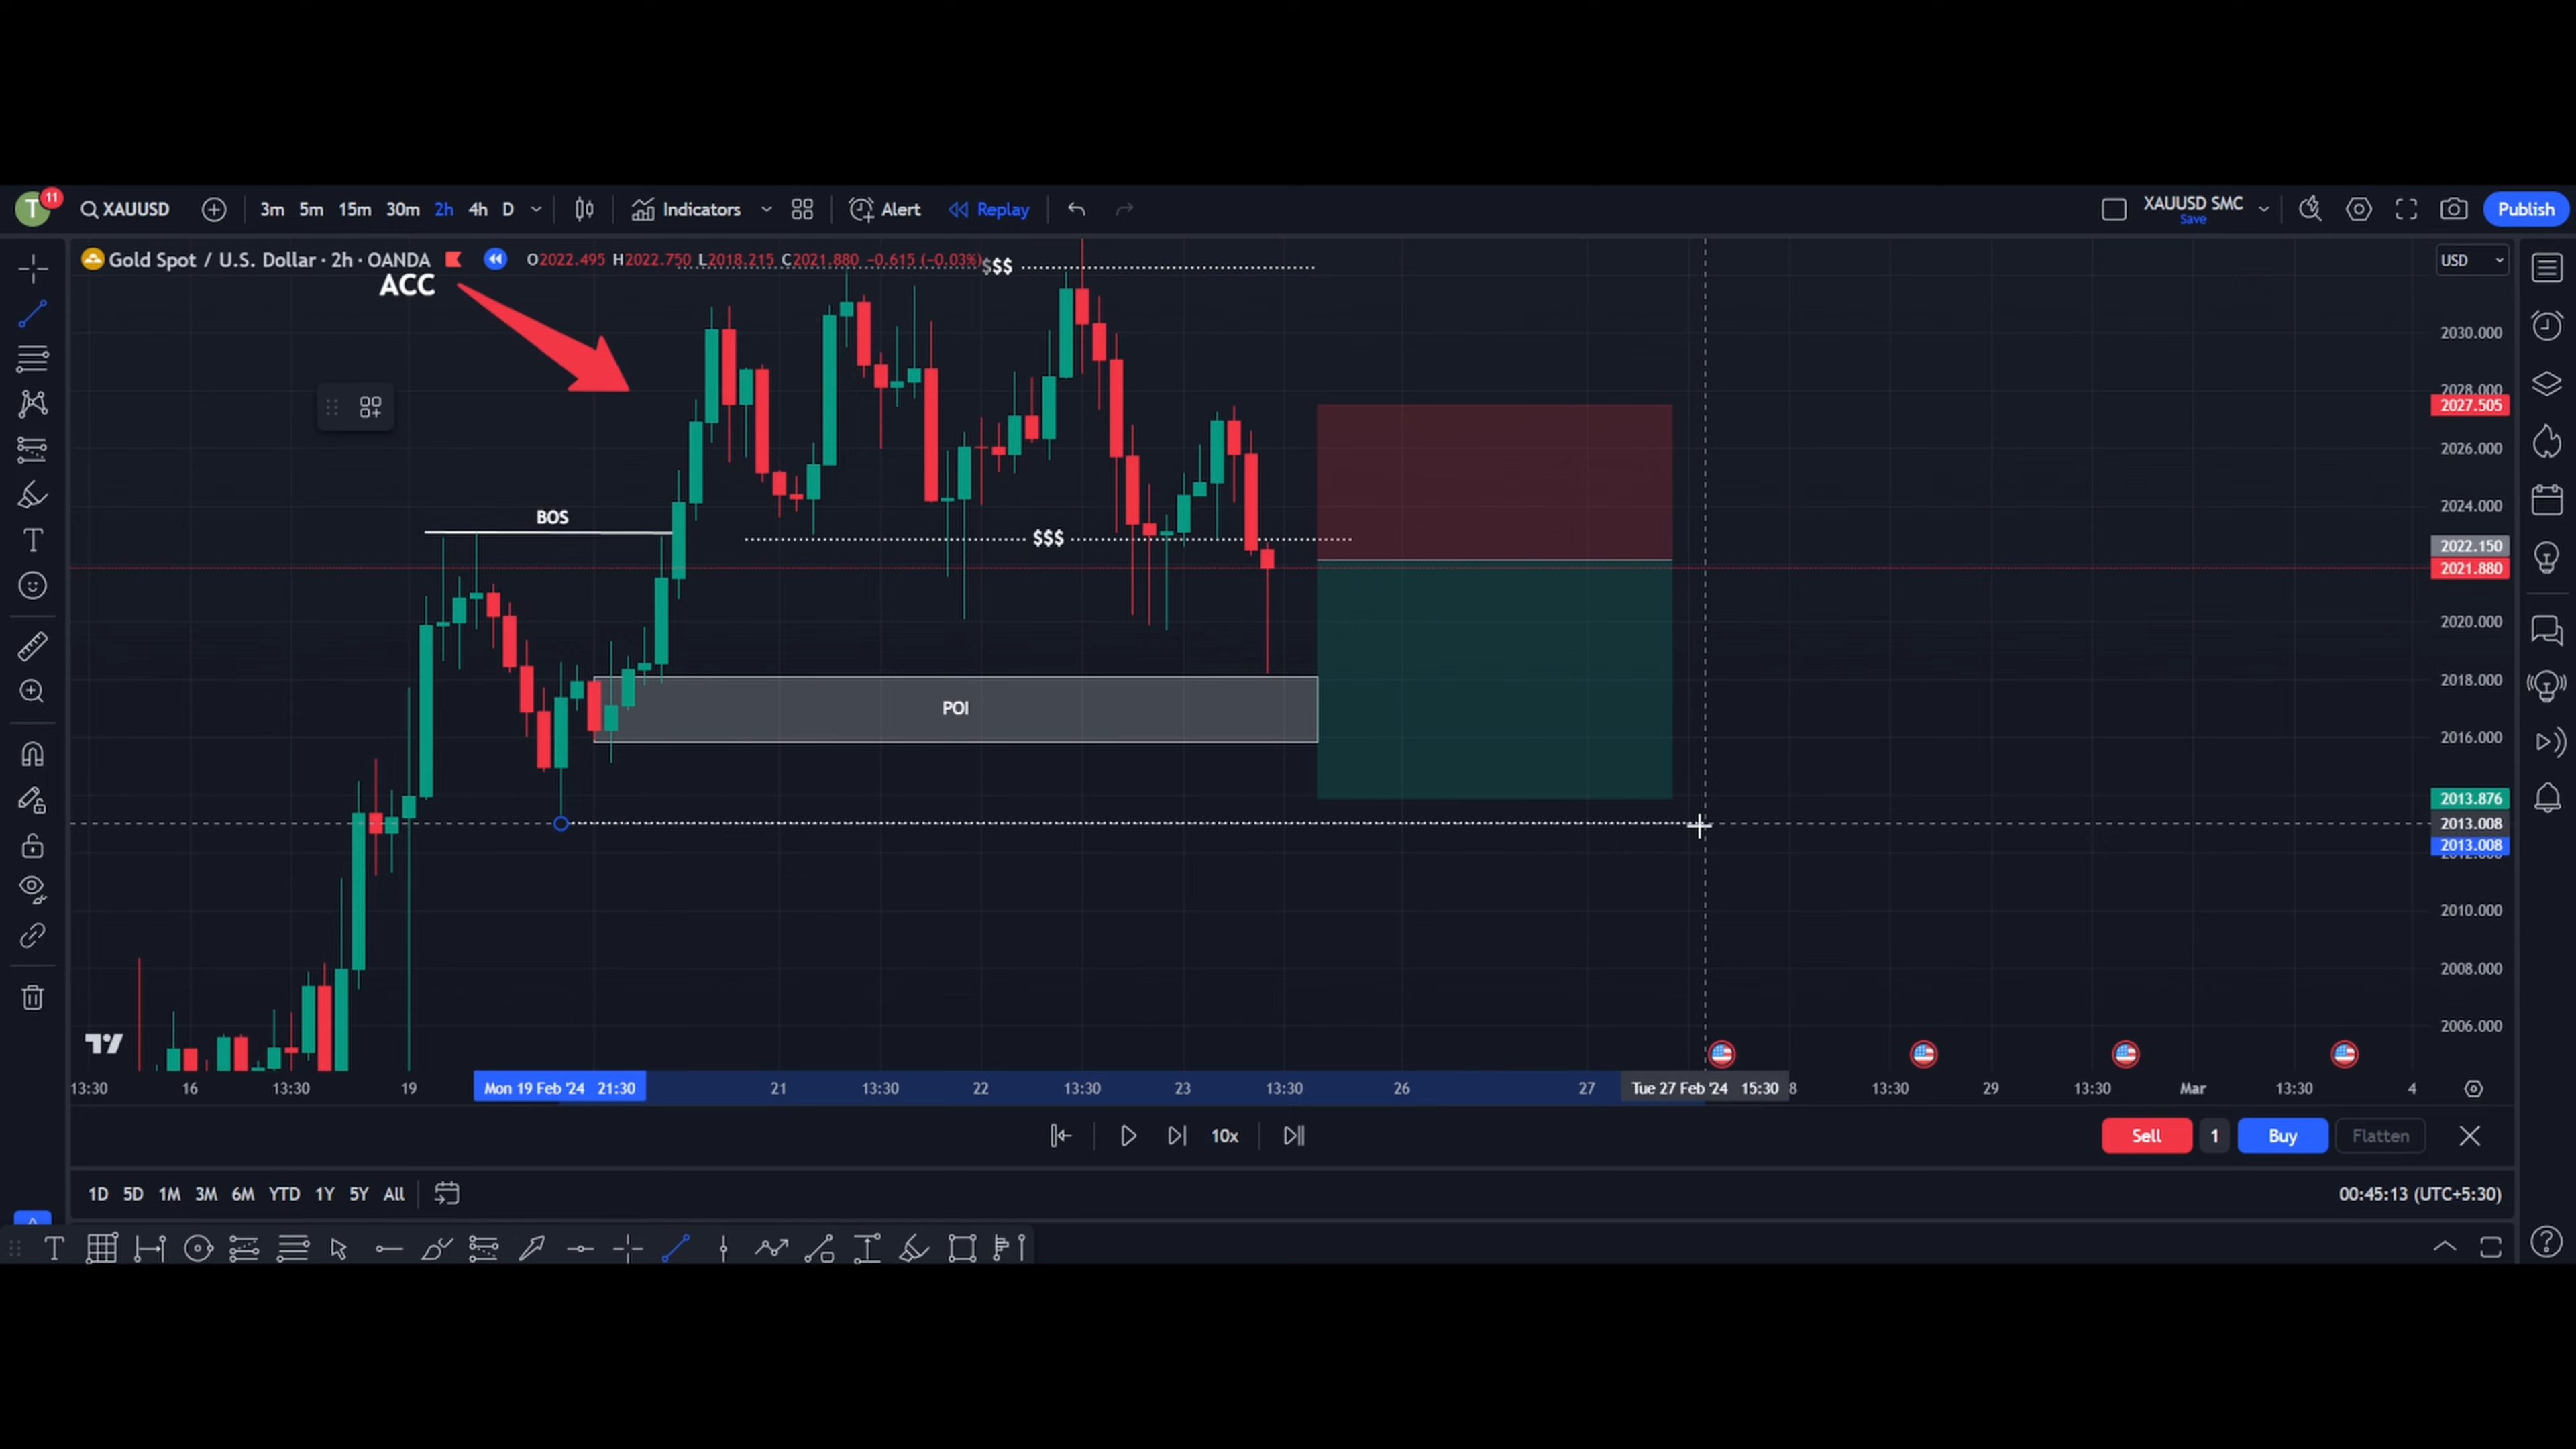 T 11 XAUUSD 3m 5m 15m 30m 2h 4h D Indicators Alert Replay XAUUSD SMC Save Publish
Gold Spot / U.S. Dollar · 2h · OANDA O2022.495 H2022.750 L2018.215 C2021.880 −0.615 (−0.03%) USD
$$$
ACC
2030.000
2028.000
2027.505
2026.000
2024.000
BOS
$$$
2022.150
2021.880
2020.000
2018.000
POI
2016.000
2013.876
2013.008
2013.008
2010.000
2008.000
2006.000
13:30 16 13:30 19 Mon 19 Feb '24 21:30 21 13:30 22 13:30 23 13:30 26 27 Tue 27 Feb '24 15:30 8 13:30 29 13:30 Mar 13:30 4
10x Sell 1 Buy Flatten
1D 5D 1M 3M 6M YTD 1Y 5Y All 00:45:13 (UTC+5:30)